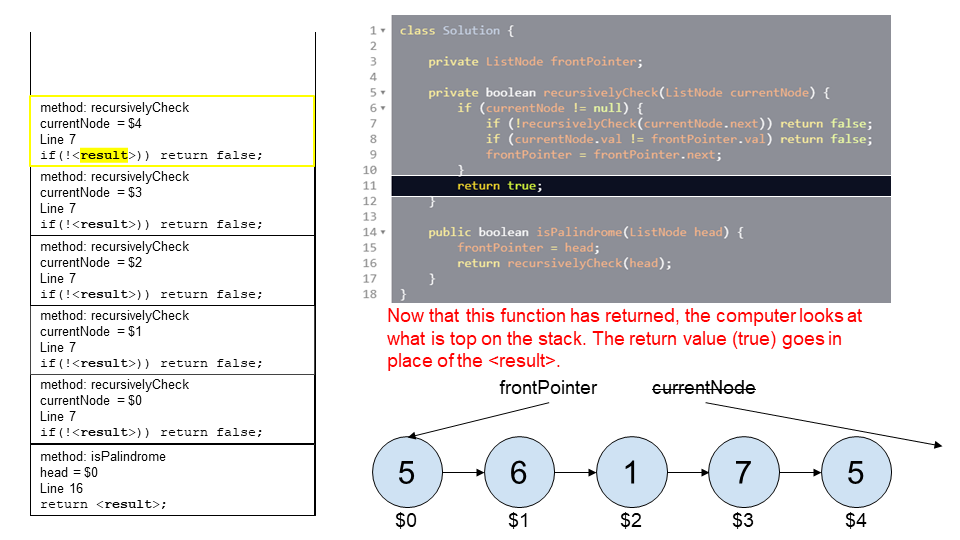 method: recursivelyCheck
currentNode = $4
Line 7
if(!<result>)) return false;
method: recursivelyCheck
currentNode = $3
Line 7
if(!<result>)) return false;
method: recursivelyCheck
currentNode = $2
Line 7
if(!<result>)) return false;
method: recursivelyCheck
currentNode = $1
Line 7
if(!<result>)) return false;
method: recursivelyCheck
currentNode = $0
Line 7
if(!<result>)) return false;
method: isPalindrome
head = $0
Line 16
return <result>;
1 class Solution {
2
3 private ListNode frontPointer;
4
5 private boolean recursivelyCheck(ListNode currentNode) {
6 if (currentNode != null) {
7 if (!recursivelyCheck(currentNode.next)) return false;
8 if (currentNode.val != frontPointer.val) return false;
9 frontPointer = frontPointer.next;
10 }
11 return true;
12 }
13
14 public boolean isPalindrome(ListNode head) {
15 frontPointer = head;
16 return recursivelyCheck(head);
17 }
18 }
Now that this function has returned, the computer looks at
what is top on the stack. The return value (true) goes in
place of the <result>.
frontPointer currentNode
5 6 1 7 5
$0 $1 $2 $3 $4